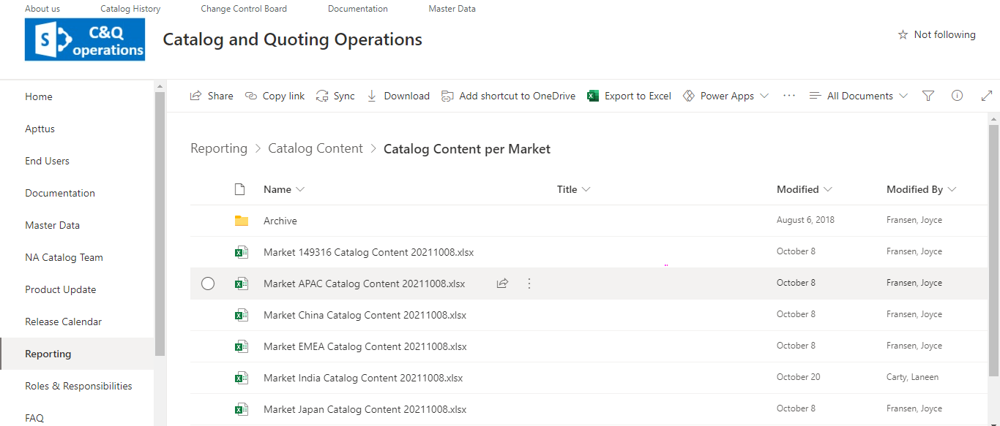 About us Catalog History Change Control Board Documentation Master Data
S C&Q operations
Catalog and Quoting Operations
Not following
Home
Apttus
End Users
Documentation
Master Data
NA Catalog Team
Product Update
Release Calendar
Reporting
Roles & Responsibilities
FAQ
Share Copy link Sync Download Add shortcut to OneDrive Export to Excel Power Apps ··· All Documents
Reporting > Catalog Content > Catalog Content per Market
Name Title Modified Modified By
Archive August 6, 2018 Fransen, Joyce
Market 149316 Catalog Content 20211008.xlsx October 8 Fransen, Joyce
Market APAC Catalog Content 20211008.xlsx October 8 Fransen, Joyce
Market China Catalog Content 20211008.xlsx October 8 Fransen, Joyce
Market EMEA Catalog Content 20211008.xlsx October 8 Fransen, Joyce
Market India Catalog Content 20211008.xlsx October 20 Carty, Laneen
Market Japan Catalog Content 20211008.xlsx October 8 Fransen, Joyce